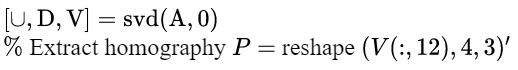 [∪, D, V] = svd(A, 0)
% Extract homography P = reshape (V(:, 12), 4, 3)′